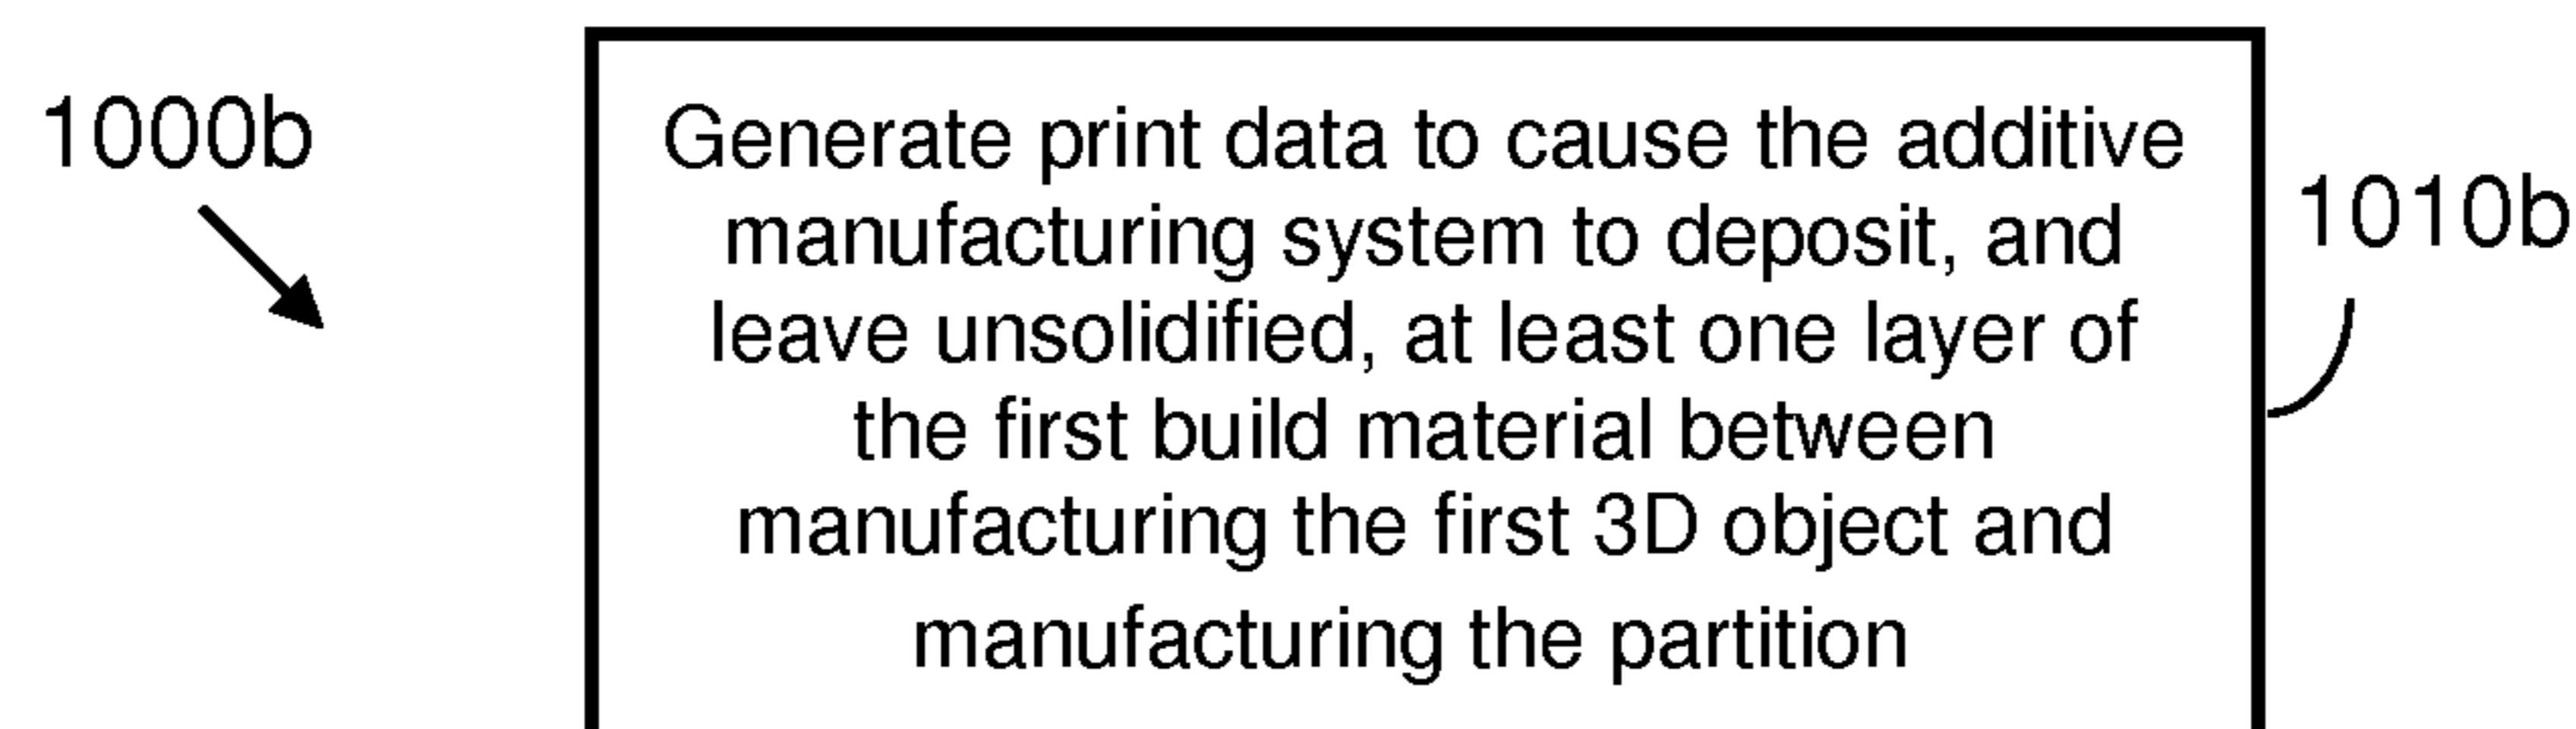 1000b
Generate print data to cause the additive
manufacturing system to deposit, and
leave unsolidified, at least one layer of
the first build material between
manufacturing the first 3D object and
manufacturing the partition
1010b